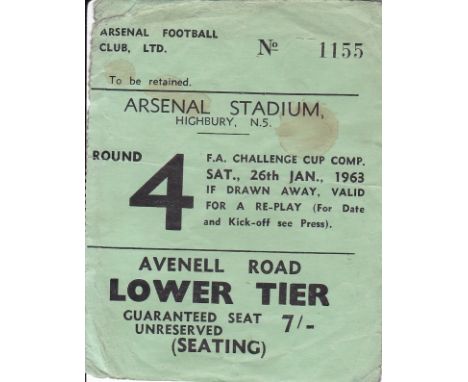 ARSENAL FOOTBALL
CLUB, LTD.
No 1155
To be retained.
ARSENAL STADIUM,
HIGHBURY, N.5.
ROUND
4
F.A. CHALLENGE CUP COMP.
SAT., 26th JAN., 1963
IF DRAWN AWAY, VALID
FOR A RE-PLAY (For Date
and Kick-off see Press).
AVENELL ROAD
LOWER TIER
GUARANTEED SEAT
UNRESERVED 7/-
(SEATING)